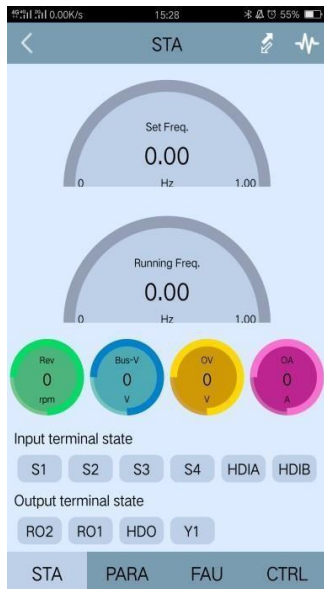 0.00K/s 15:28 55%
STA
Set Freq.
0.00
0 Hz 1.00
Running Freq.
0.00
0 Hz 1.00
Rev Bus-V OV OA
0 0 0 0
rpm V V A
Input terminal state
S1 S2 S3 S4 HDIA HDIB
Output terminal state
RO2 RO1 HDO Y1
STA PARA FAU CTRL